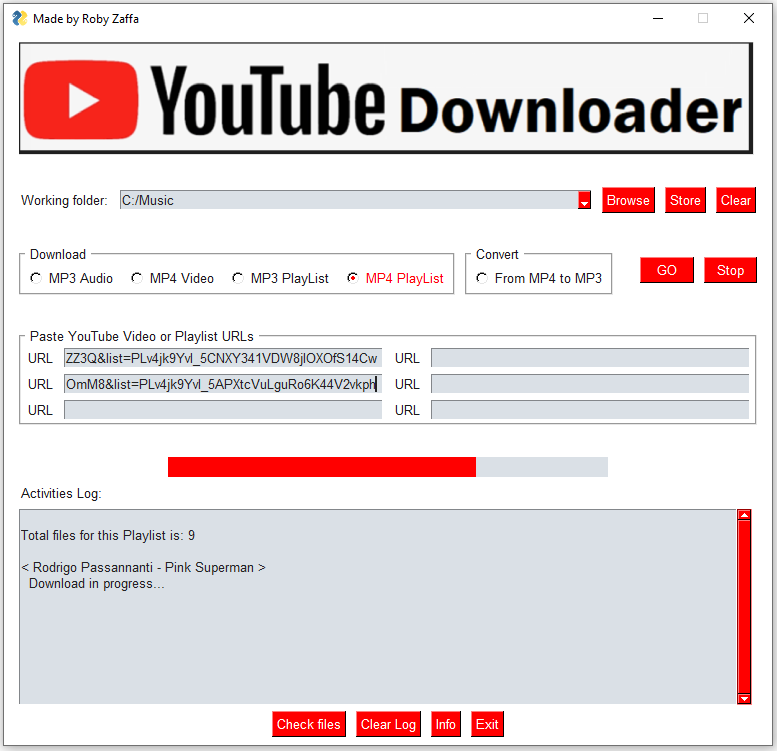 Made by Roby Zaffa
YouTube Downloader
Working folder: C:/Music Browse Store Clear
Download Convert
MP3 Audio MP4 Video MP3 PlayList MP4 PlayList From MP4 to MP3 GO Stop
Paste YouTube Video or Playlist URLs
URL ZZ3Q&list=PLv4jk9Yvl_5CNXY341VDW8jlOXOfS14Cw URL
URL OmM8&list=PLv4jk9Yvl_5APXtcVuLguRo6K44V2vkph URL
URL URL
Activities Log:
Total files for this Playlist is: 9
< Rodrigo Passannanti - Pink Superman >
Download in progress...
Check files Clear Log Info Exit